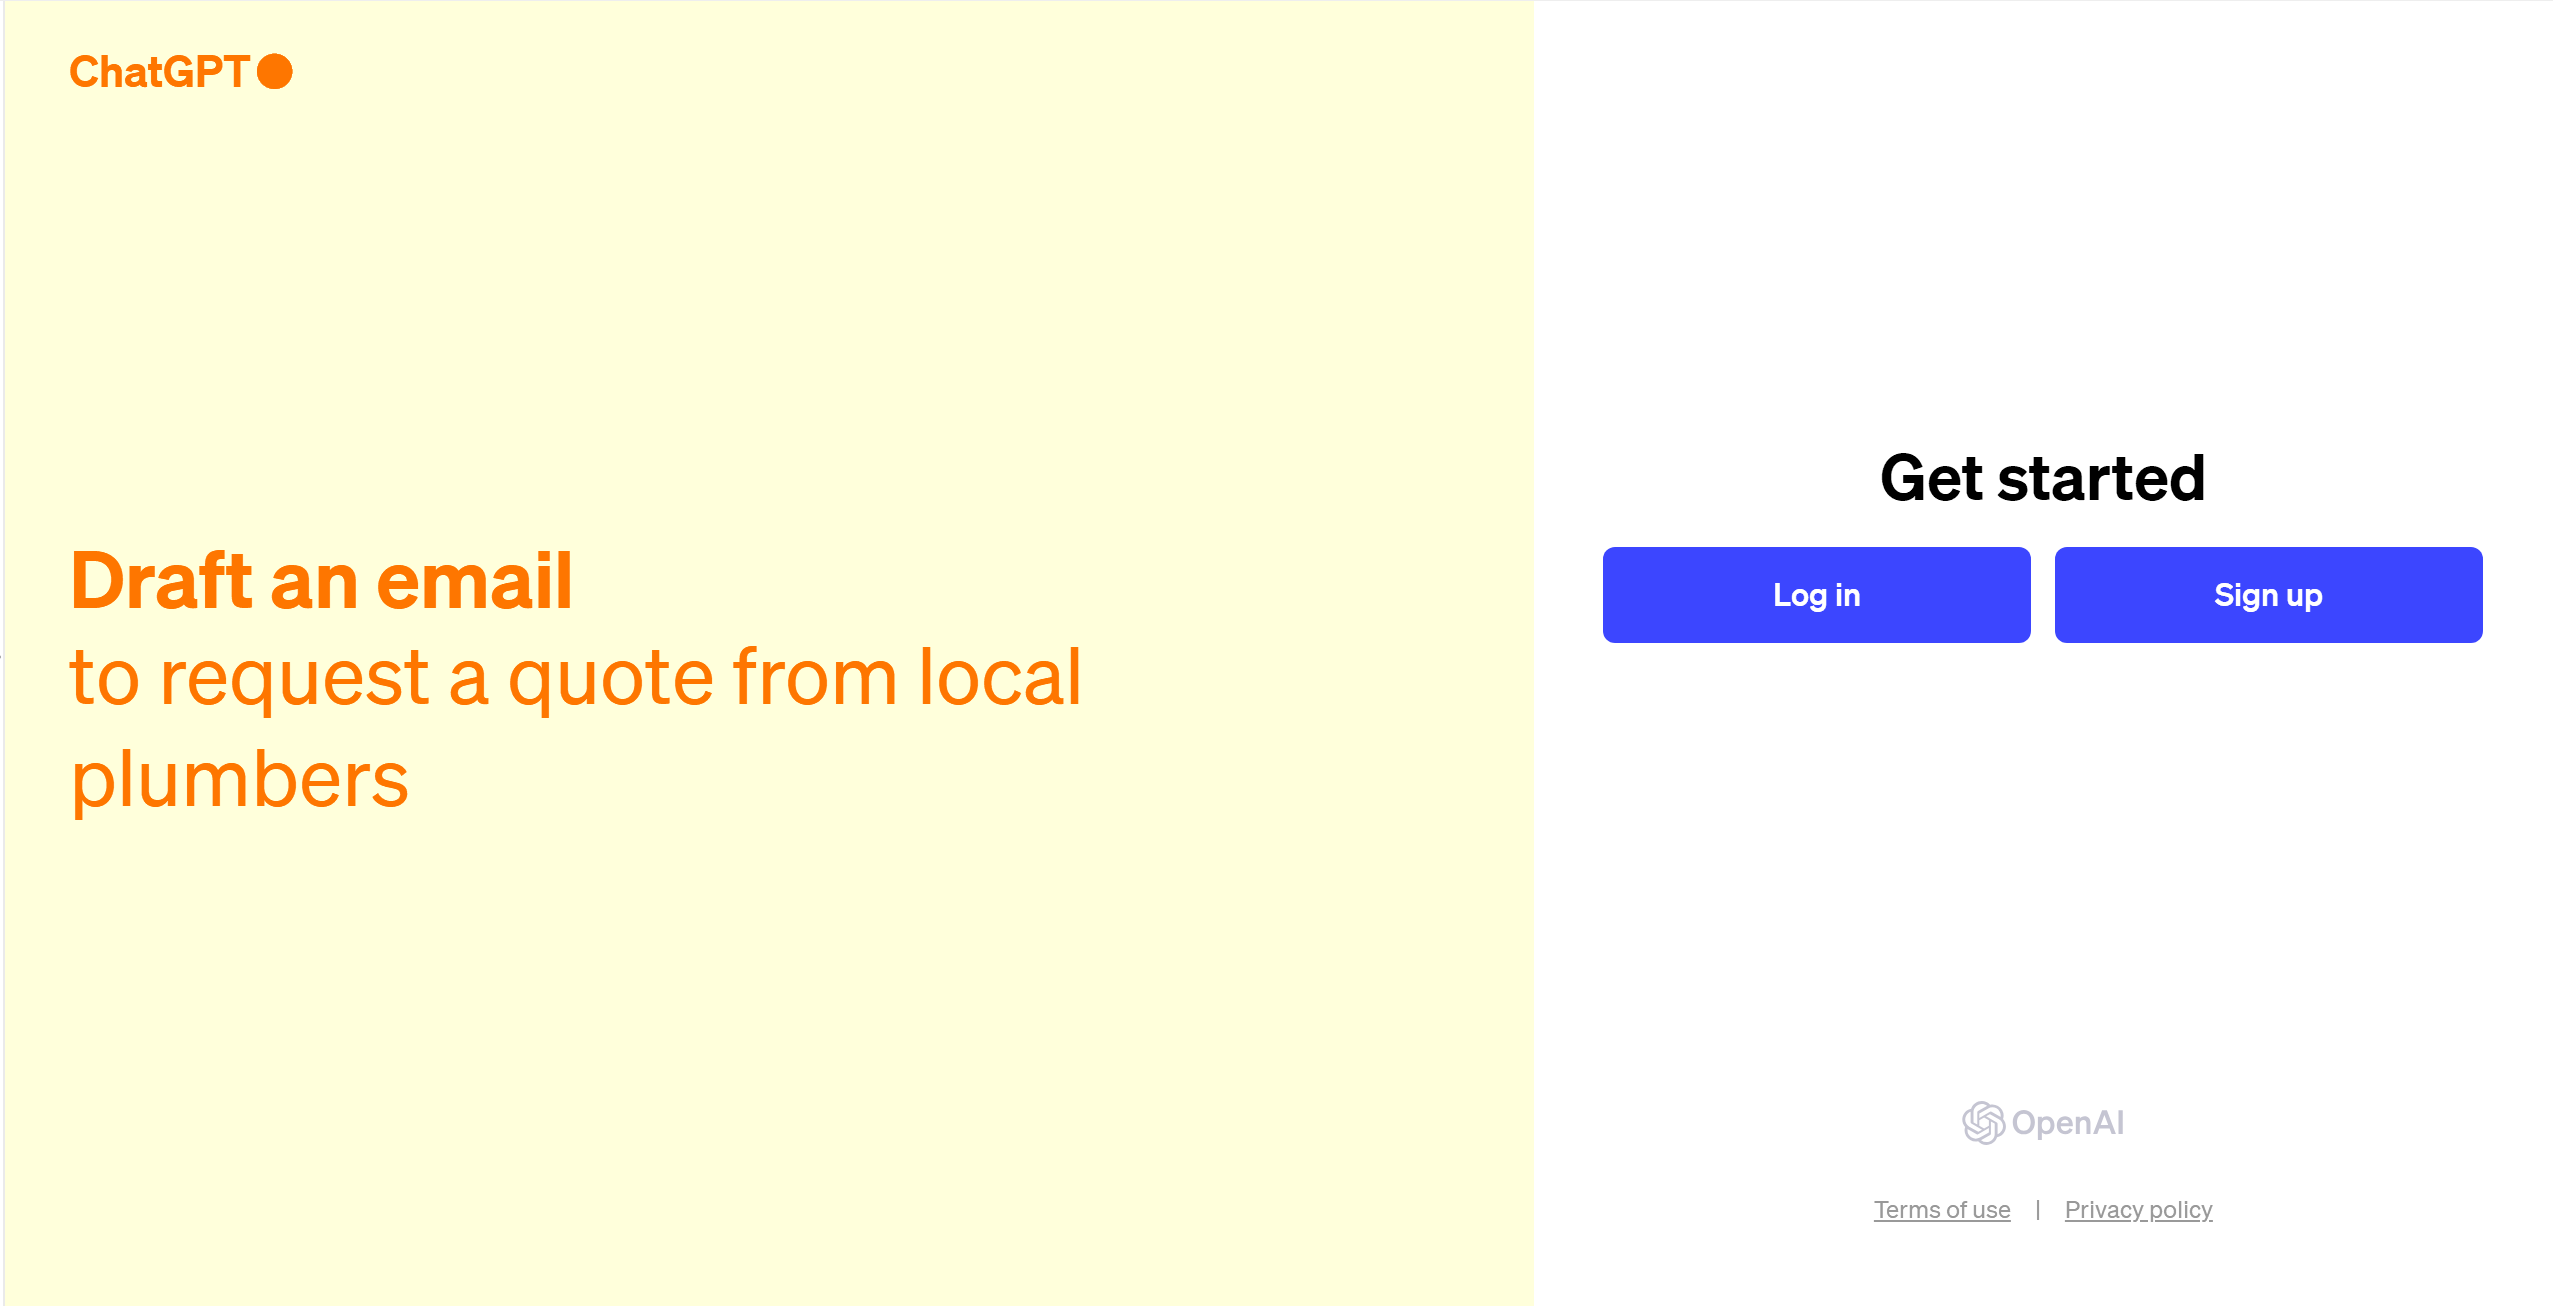 ChatGPT
Draft an email
to request a quote from local
plumbers
Get started
Log in
Sign up
OpenAI
Terms of use | Privacy policy